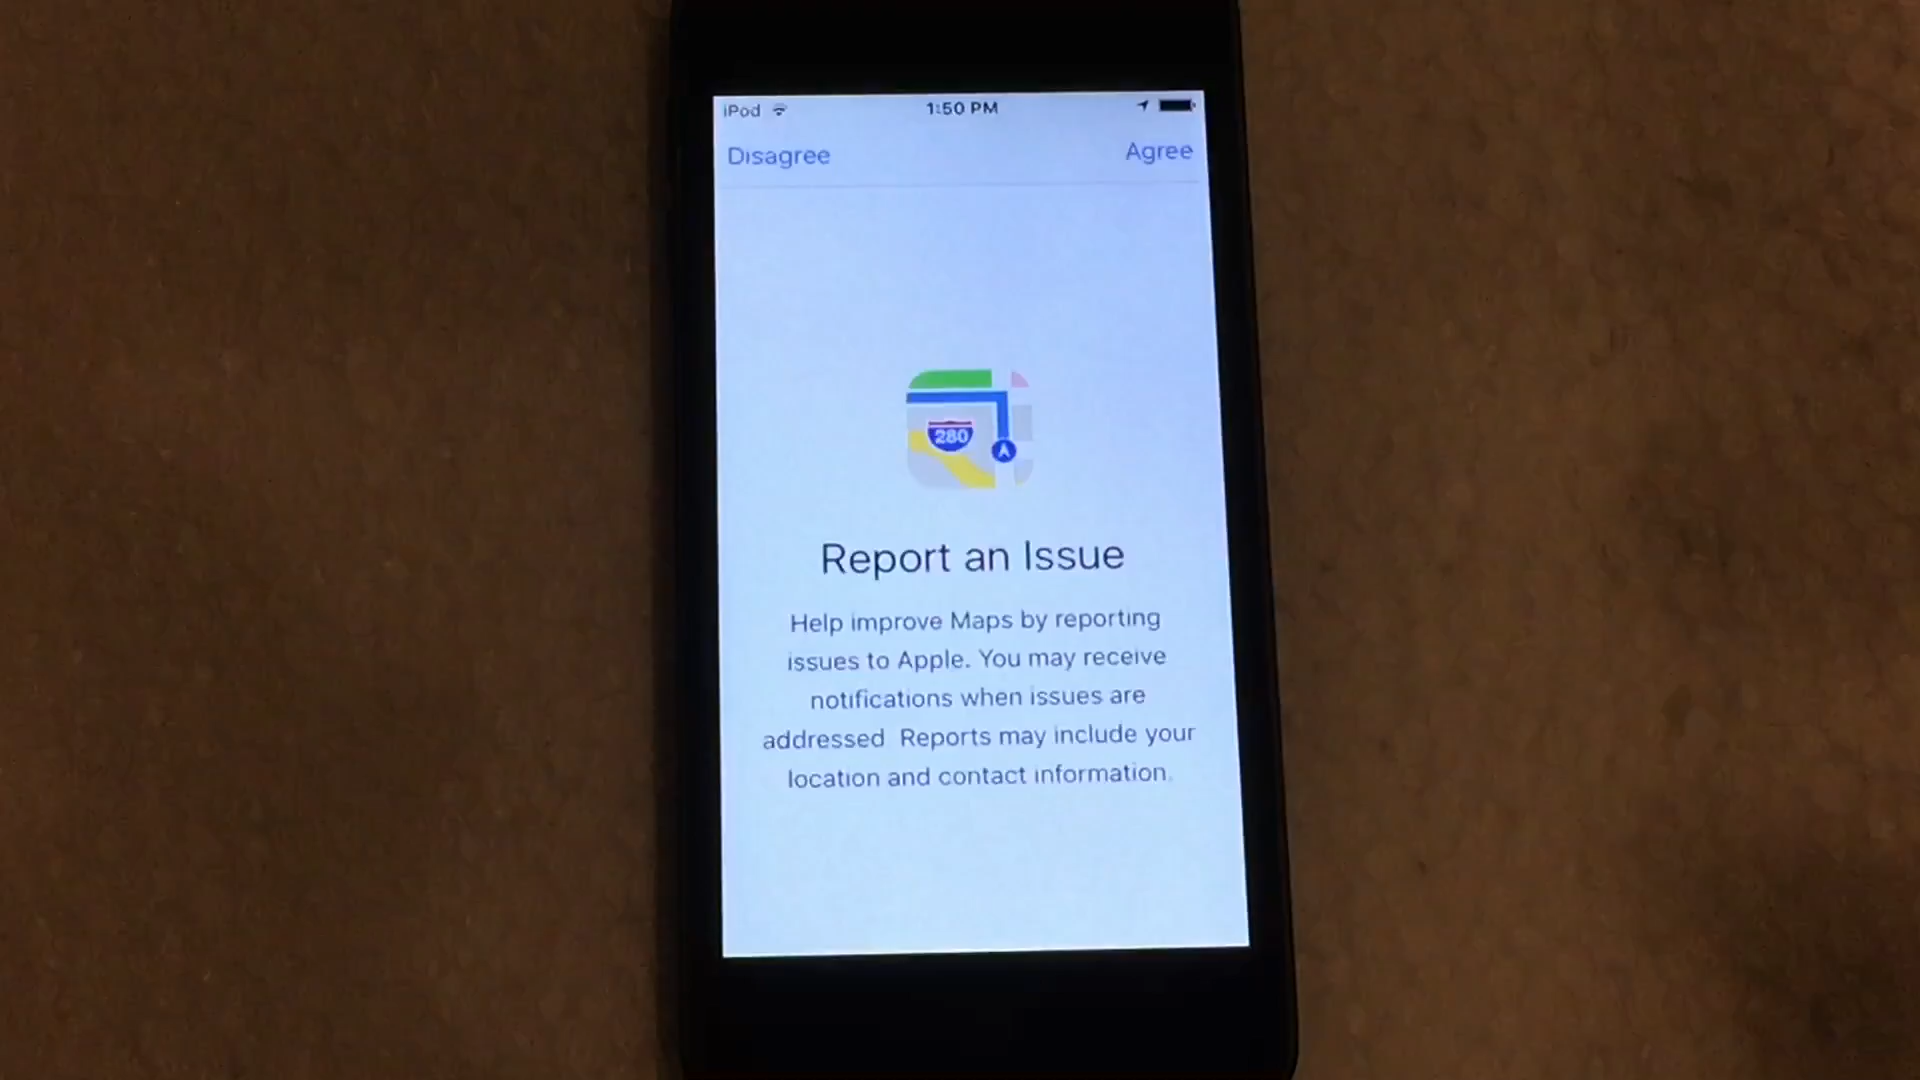 iPod 1:50 PM
Disagree Agree
280
Report an Issue
Help improve Maps by reporting
issues to Apple. You may receive
notifications when issues are
addressed. Reports may include your
location and contact information.